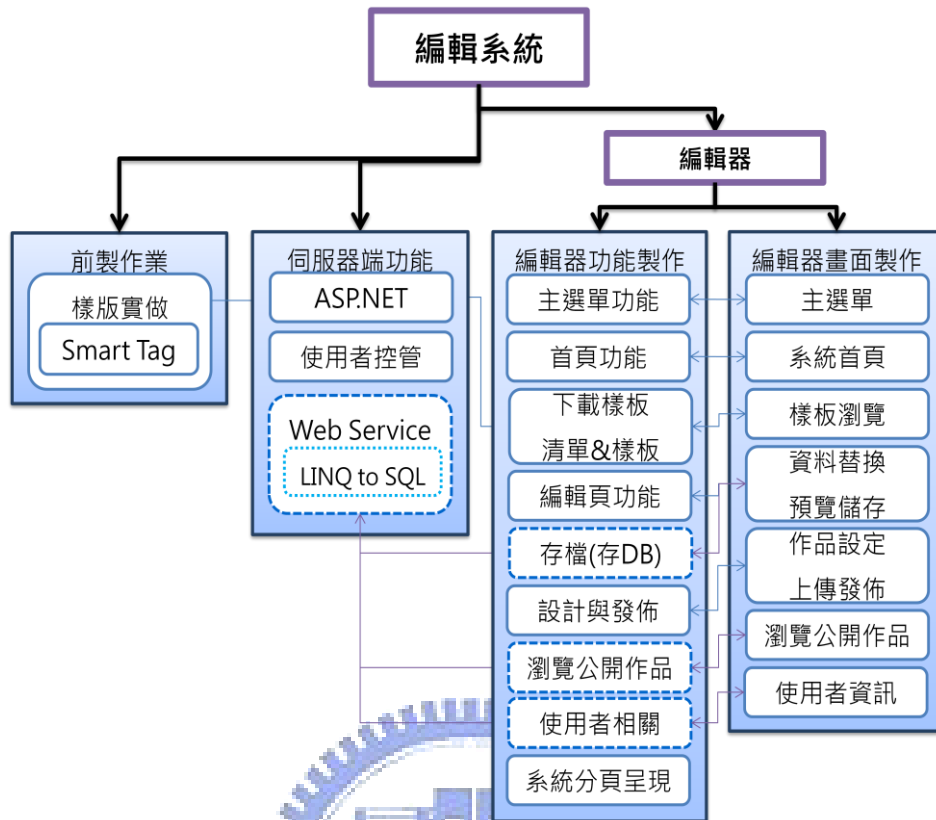 編輯系統
編輯器
前製作業
樣版實做
Smart Tag
伺服器端功能
ASP.NET
使用者控管
Web Service
LINQ to SQL
編輯器功能製作
主選單功能
首頁功能
下載樣板
清單&樣板
編輯頁功能
存檔(存DB)
設計與發佈
瀏覽公開作品
使用者相關
系統分頁呈現
編輯器畫面製作
主選單
系統首頁
樣板瀏覽
資料替換
預覽儲存
作品設定
上傳發佈
瀏覽公開作品
使用者資訊